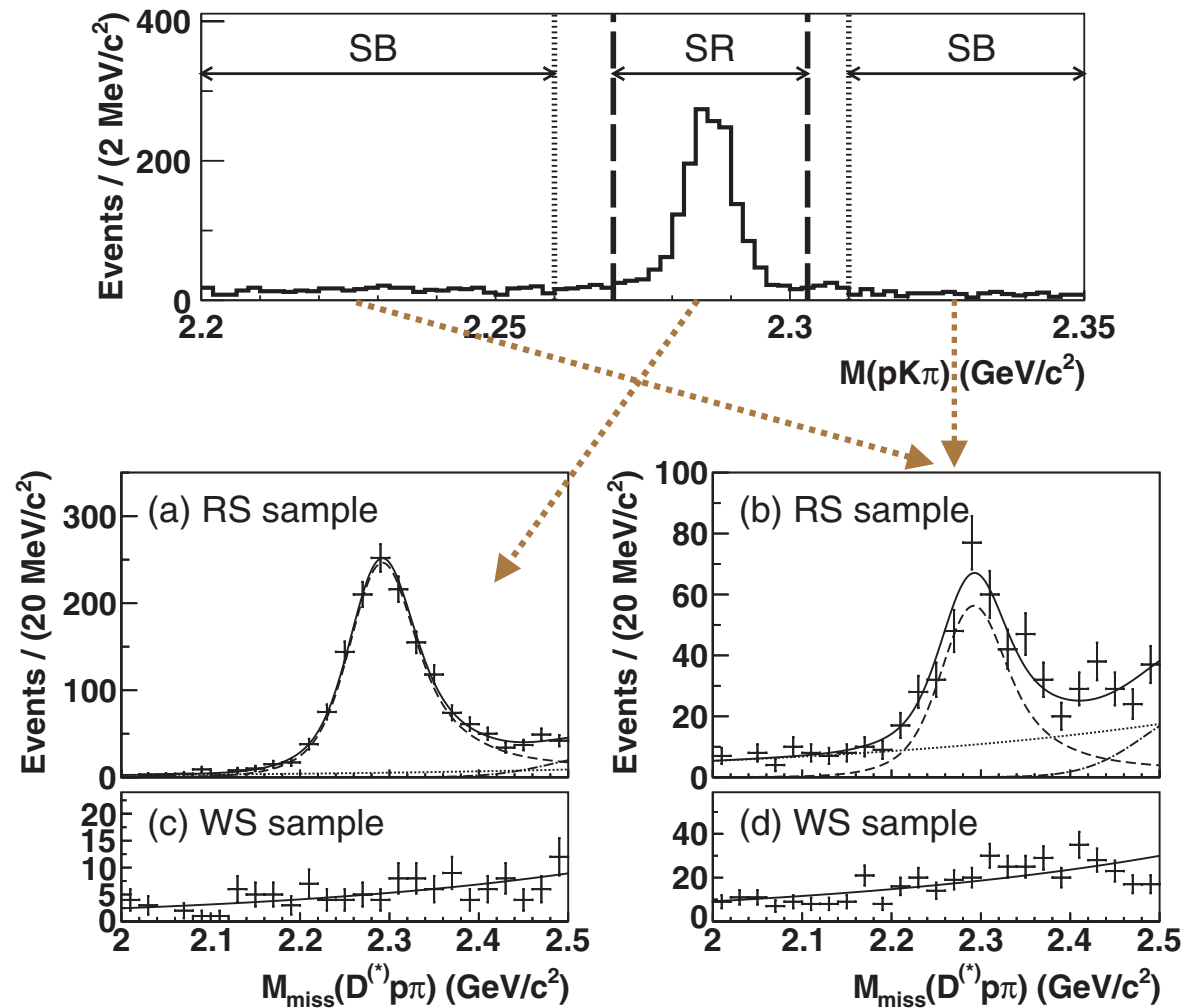 400
SB
SR
SB
200
0
Events / (2 MeV/c²)
2.2 2.25 2.3 2.35
M(pKπ) (GeV/c²)
(a) RS sample
300
200
100
0
Events / (20 MeV/c²)
(b) RS sample
100
80
60
40
20
0
Events / (20 MeV/c²)
(c) WS sample
20
15
10
5
0
2 2.1 2.2 2.3 2.4 2.5
M_miss(D^(*)pπ) (GeV/c²)
(d) WS sample
40
20
0
2 2.1 2.2 2.3 2.4 2.5
M_miss(D^(*)pπ) (GeV/c²)